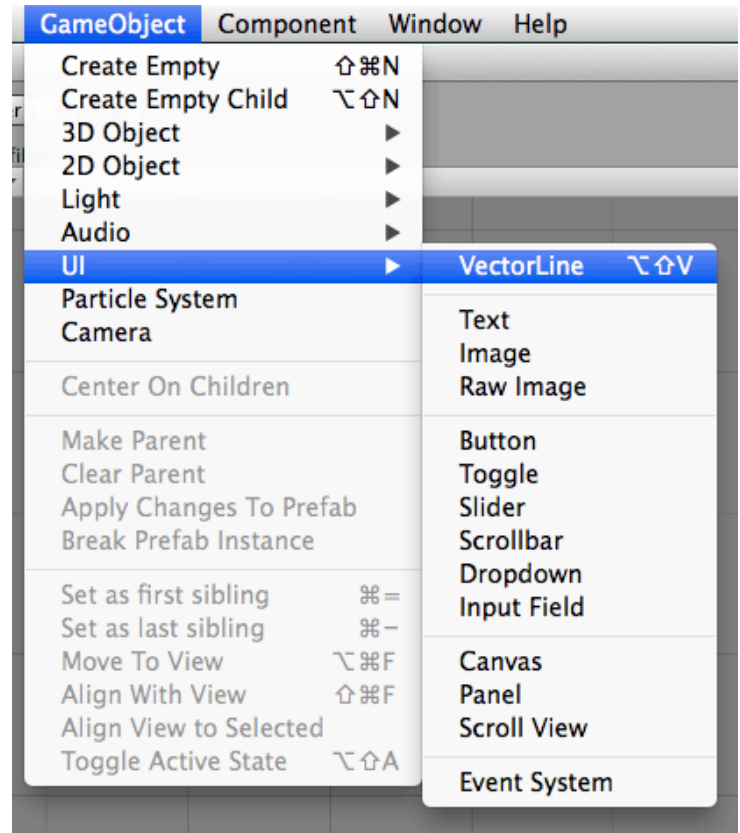 GameObject Component Window Help
Create Empty ⇧⌘N
Create Empty Child ⌥⇧N
3D Object ▶
2D Object ▶
Light ▶
Audio ▶
UI ▶
Particle System
Camera
Center On Children
Make Parent
Clear Parent
Apply Changes To Prefab
Break Prefab Instance
Set as first sibling ⌘=
Set as last sibling ⌘−
Move To View ⌥⌘F
Align With View ⇧⌘F
Align View to Selected
Toggle Active State ⌥⇧A
VectorLine ⌥⇧V
Text
Image
Raw Image
Button
Toggle
Slider
Scrollbar
Dropdown
Input Field
Canvas
Panel
Scroll View
Event System